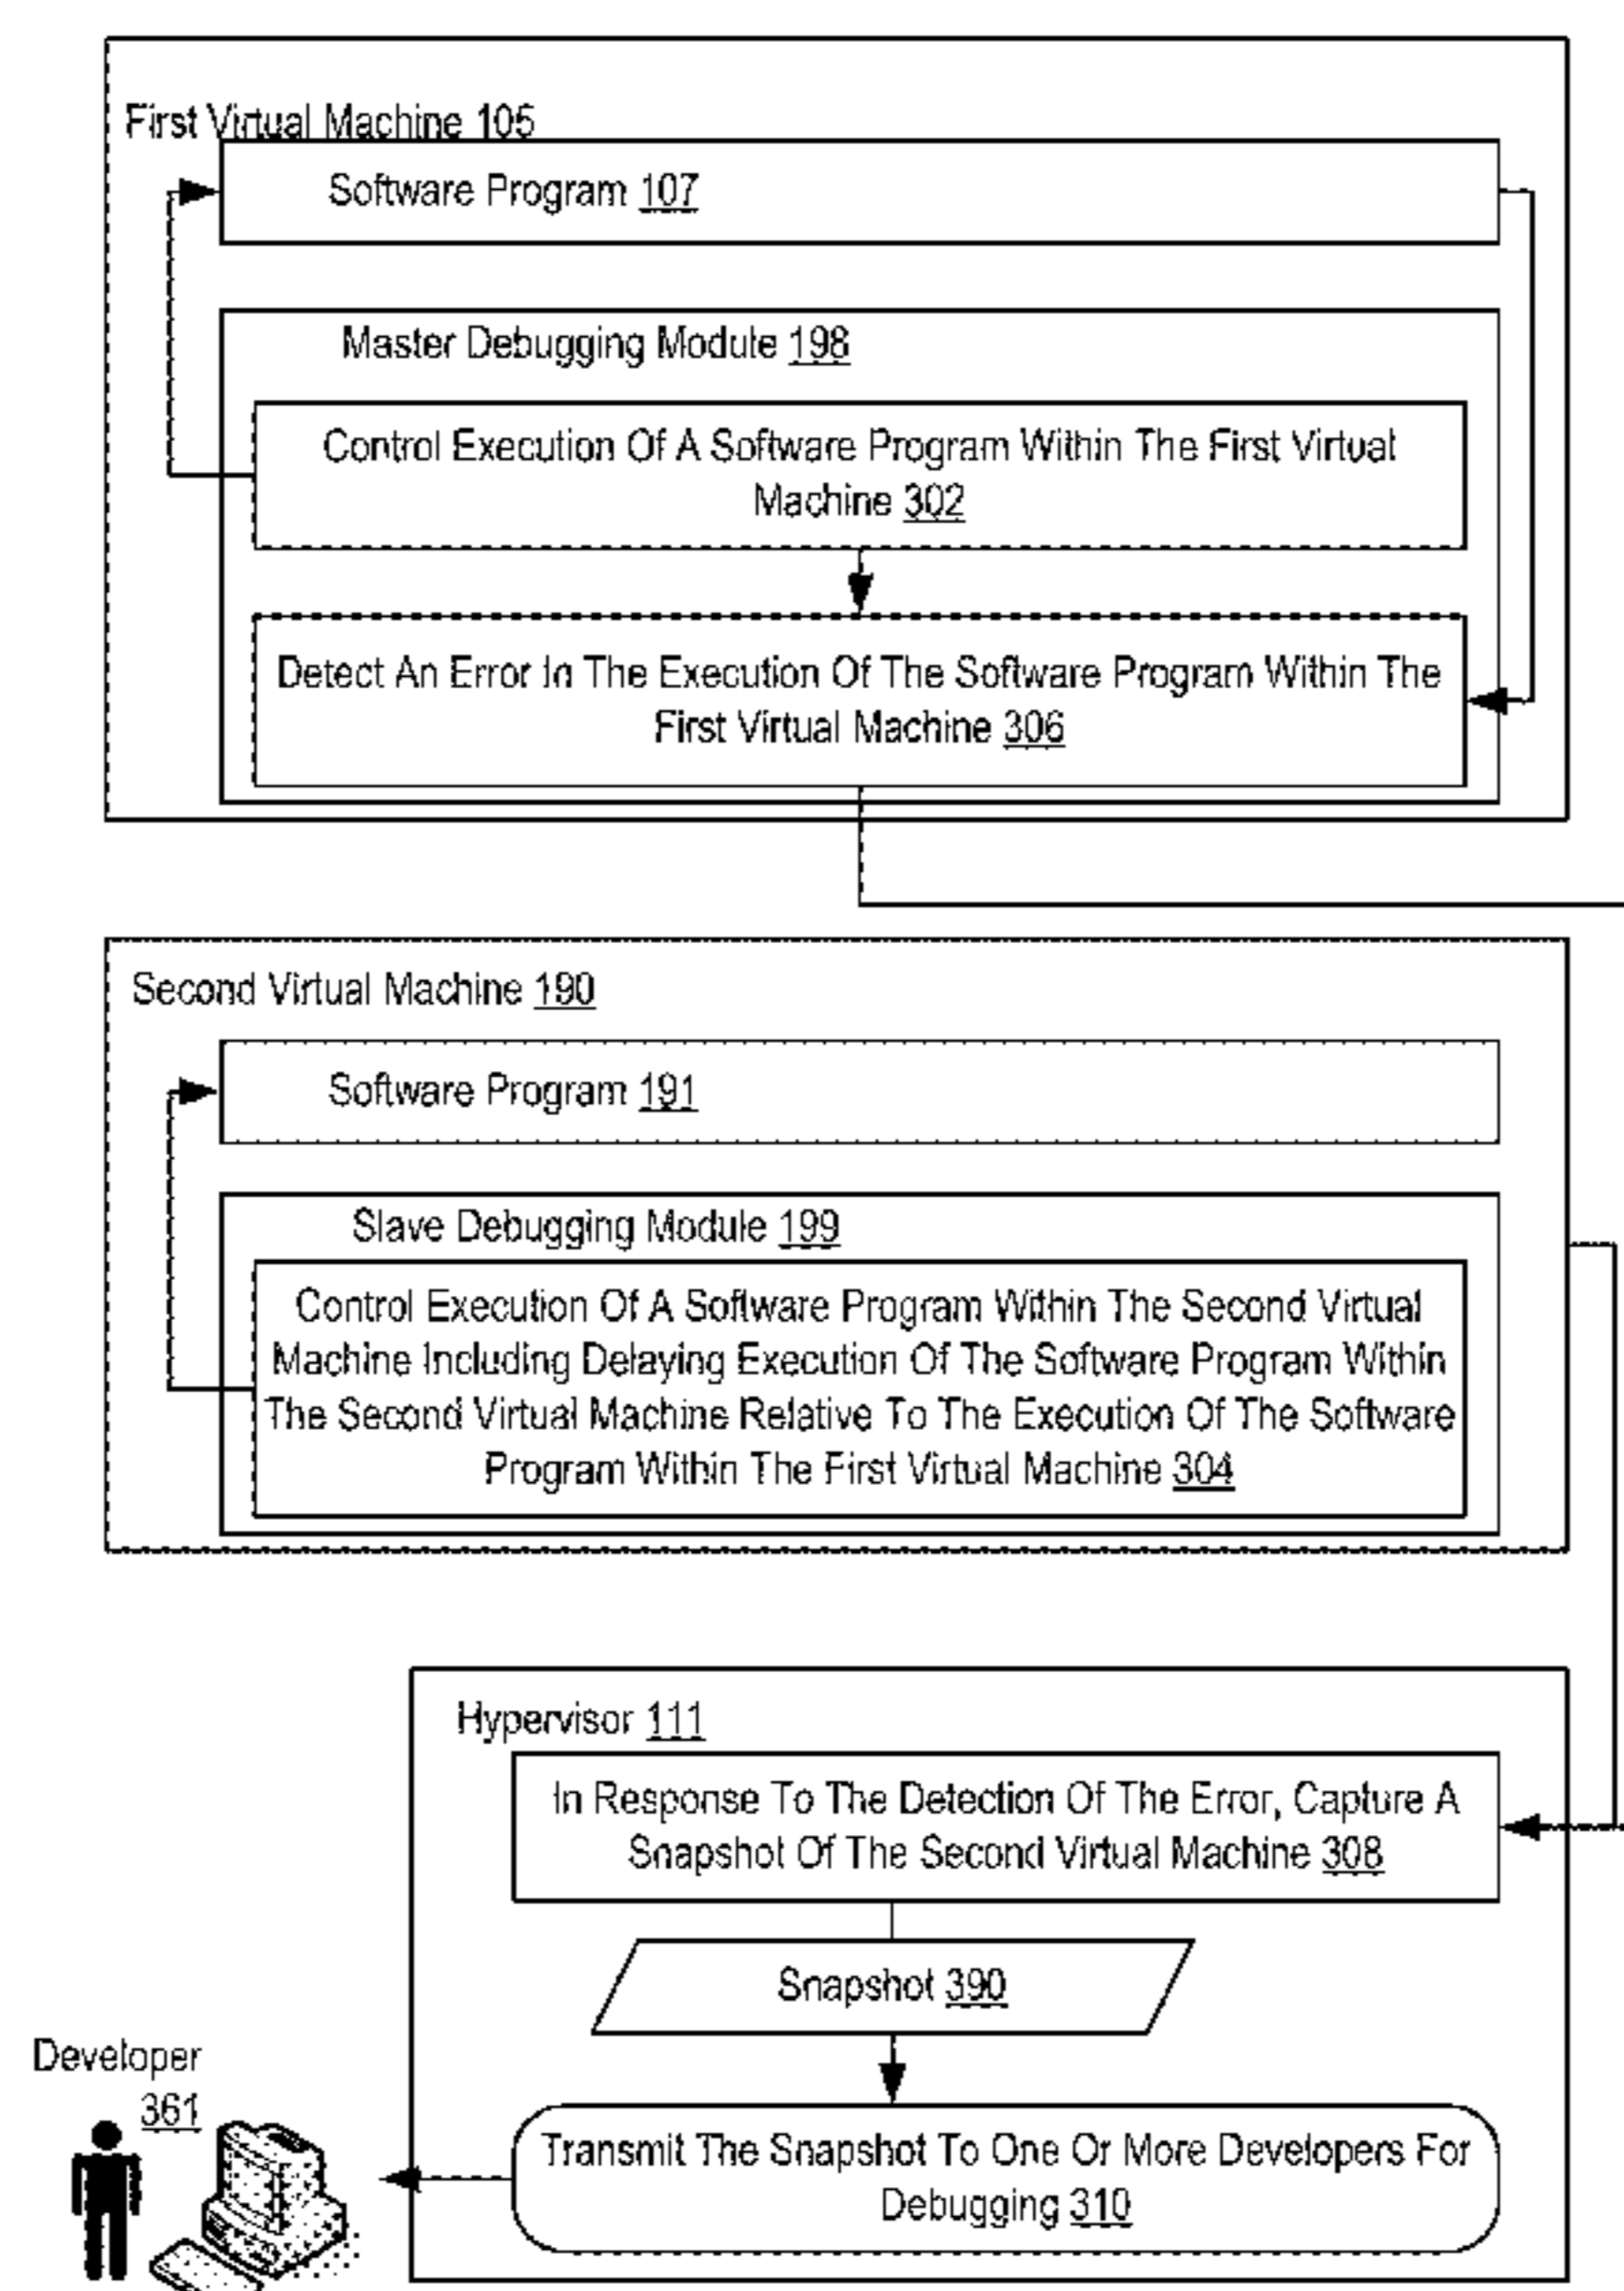 First Virtual Machine 105
Software Program 107
Master Debugging Module 198
Control Execution Of A Software Program Within The First Virtual
Machine 302
Detect An Error In The Execution Of The Software Program Within The
First Virtual Machine 306
Second Virtual Machine 190
Software Program 191
Slave Debugging Module 199
Control Execution Of A Software Program Within The Second Virtual
Machine Including Delaying Execution Of The Software Program Within
The Second Virtual Machine Relative To The Execution Of The Software
Program Within The First Virtual Machine 304
Hypervisor 111
In Response To The Detection Of The Error, Capture A
Snapshot Of The Second Virtual Machine 308
Snapshot 390
Developer
361
Transmit The Snapshot To One Or More Developers For
Debugging 310